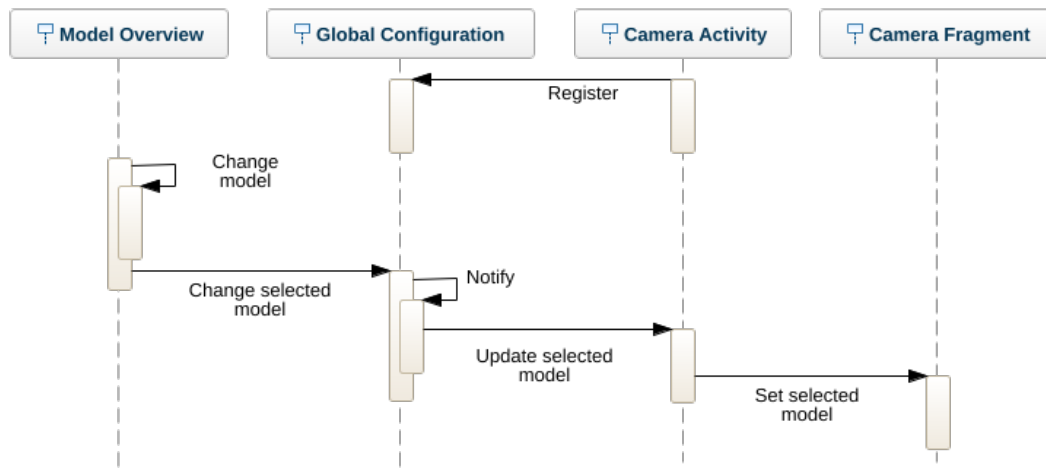 Model Overview
Global Configuration
Camera Activity
Camera Fragment
Register
Change
model
Change selected
model
Notify
Update selected
model
Set selected
model